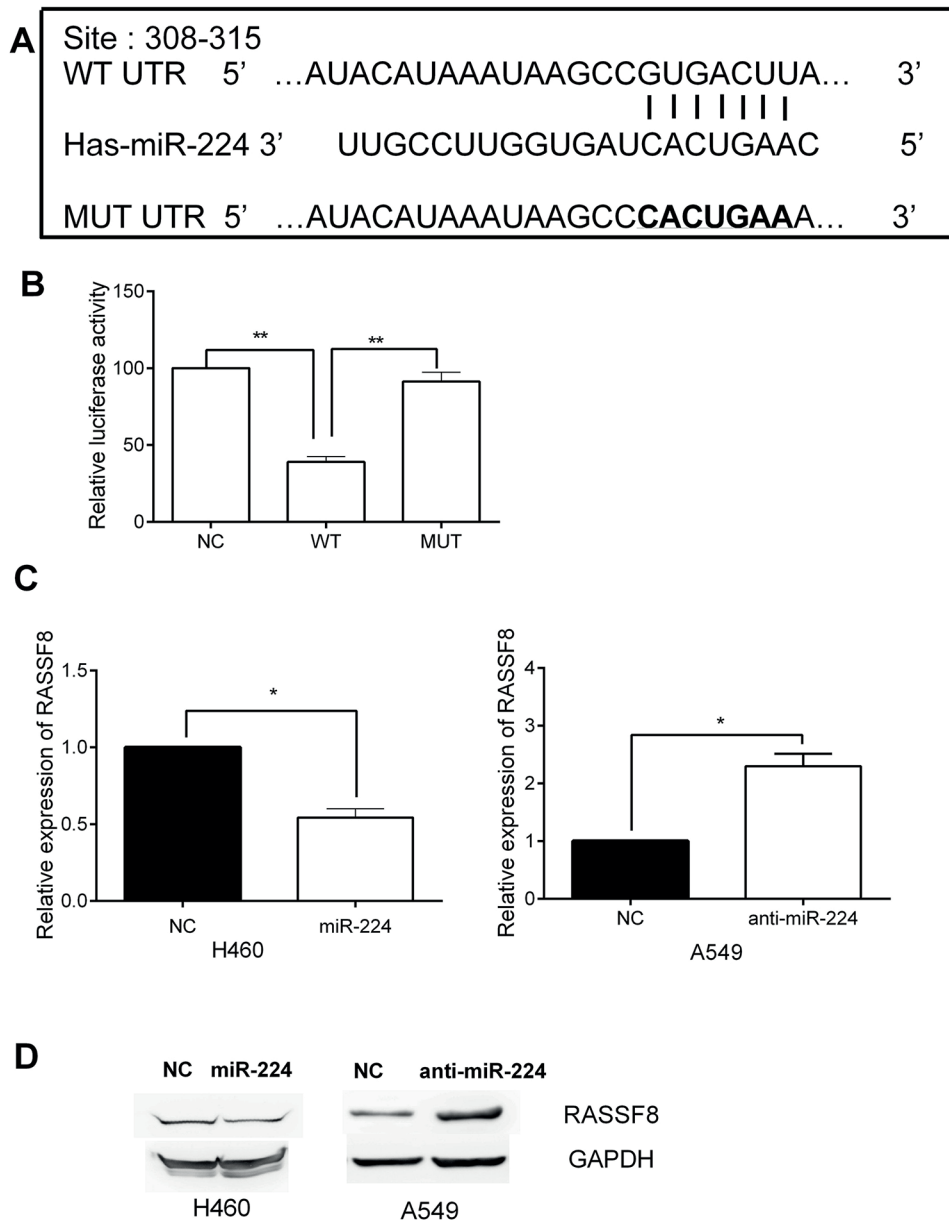 A
Site : 308-315
WT UTR 5’ …AUACAUAAAUAAGCCGUGACUUA… 3’
Has-miR-224 3’ UUGCCUUGGUGAUCACUGAAC 5’
MUT UTR 5’ …AUACAUAAAUAAGCCCACUGAAA… 3’
B
Relative luciferase activity
150
100
50
0
** **
NC WT MUT
C
Relative expression of RASSF8
1.5
1.0
0.5
0.0
*
NC miR-224
H460
Relative expression of RASSF8
4
3
2
1
0
*
NC anti-miR-224
A549
D
NC miR-224 NC anti-miR-224
RASSF8
GAPDH
H460 A549